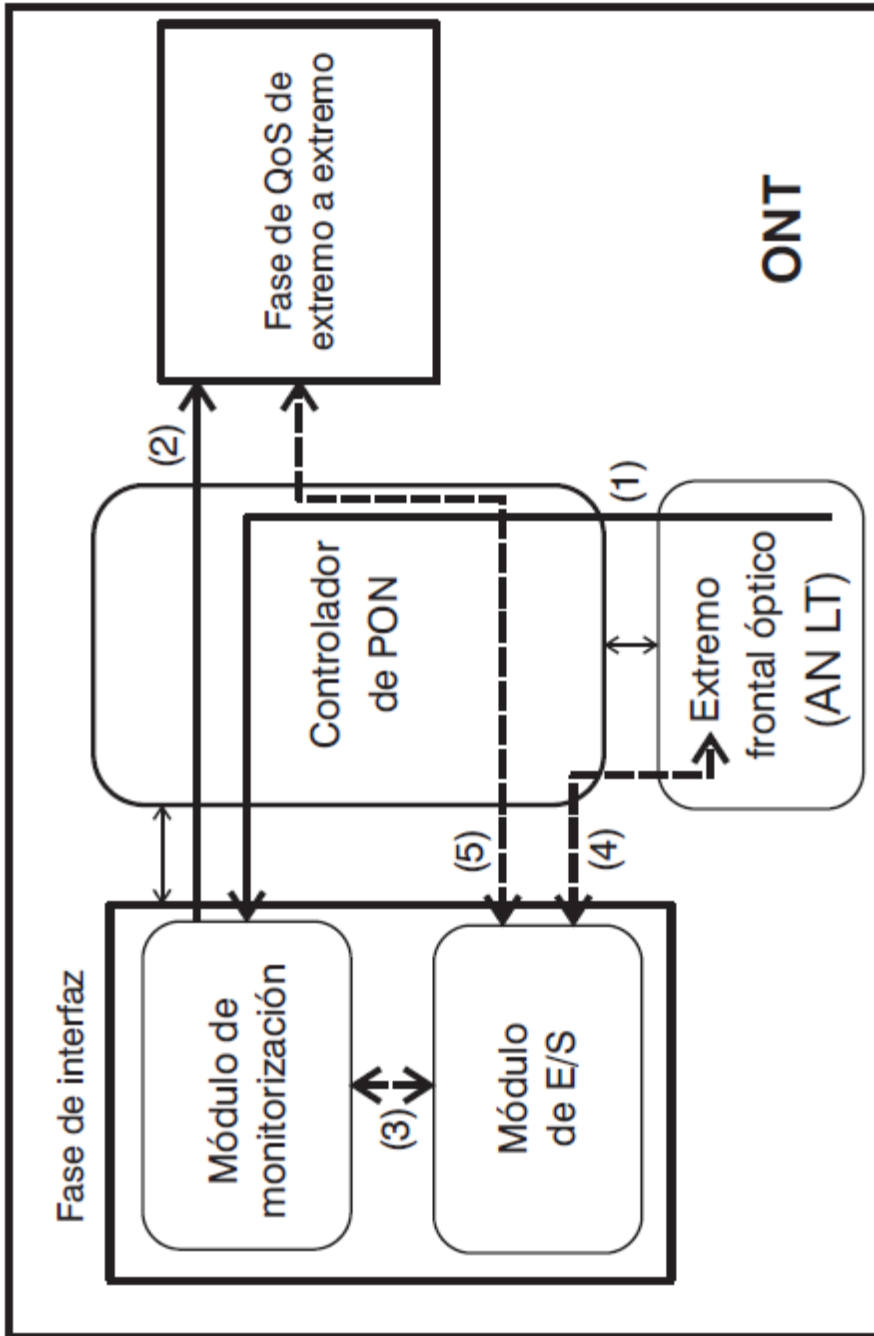 Fase de interfaz
Módulo de
monitorización
(3)
Módulo
de E/S
Controlador
de PON
(5)
(4)
(2)
(1)
Fase de QoS de
extremo a extremo
Extremo
frontal óptico
(AN LT)
ONT